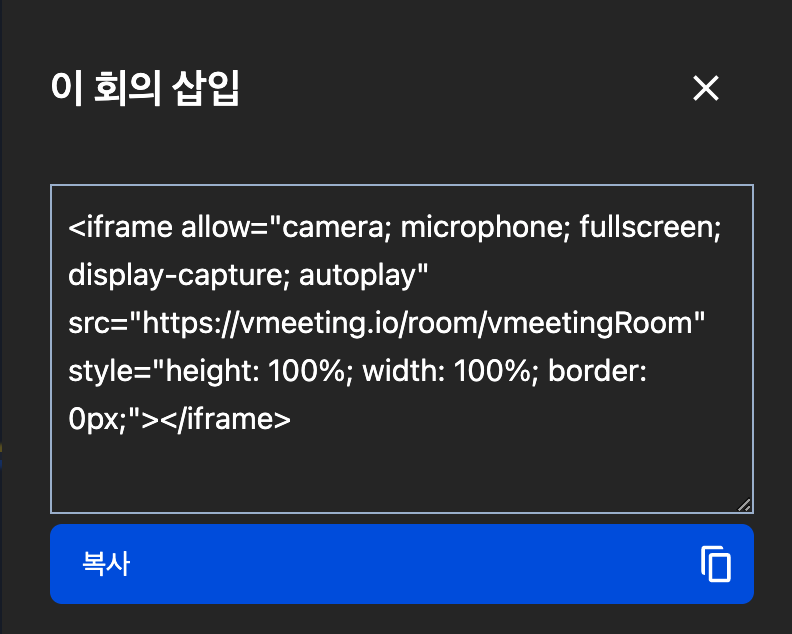 이 회의 삽입
<iframe allow="camera; microphone; fullscreen;
display-capture; autoplay"
src="https://vmeeting.io/room/vmeetingRoom"
style="height: 100%; width: 100%; border:
0px;"></iframe>
복사